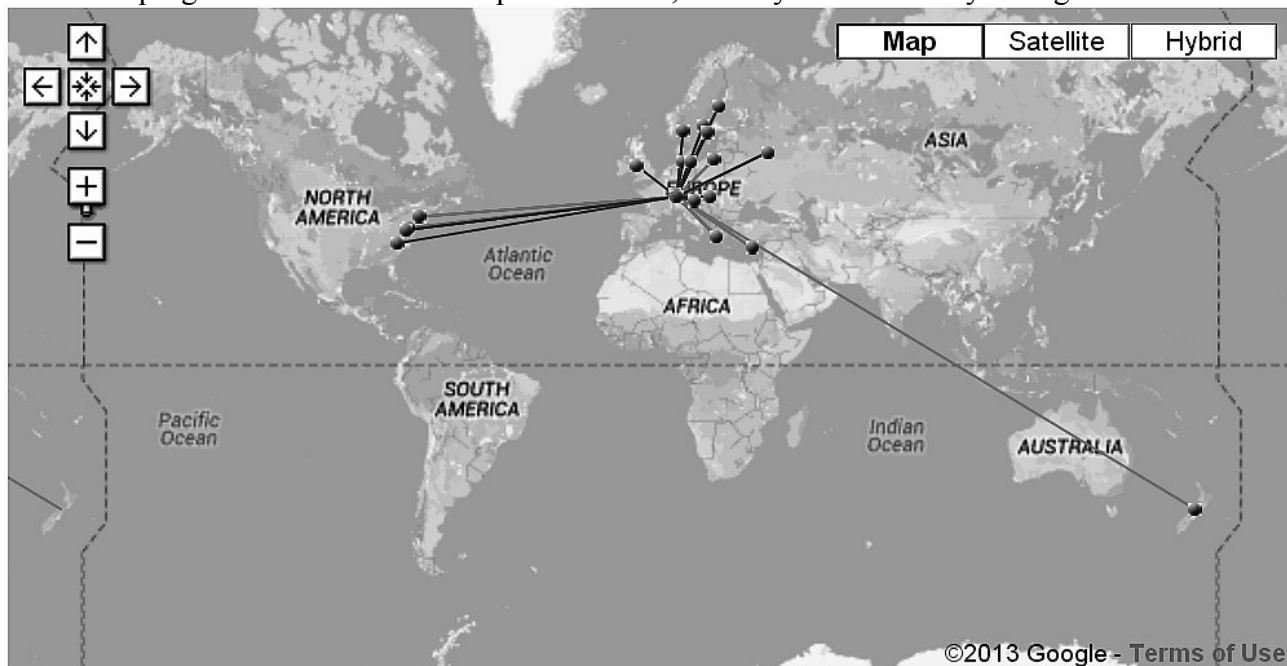 Map Satellite Hybrid
ASIA
EUROPE
NORTH
AMERICA
Atlantic
Ocean
AFRICA
SOUTH
AMERICA
Pacific
Ocean
Indian
Ocean
AUSTRALIA
©2013 Google - Terms of Use